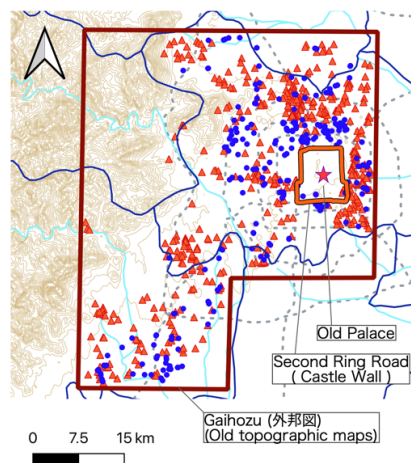 Old Palace
Second Ring Road
( Castle Wall )
Gaihozu (外邦図)
(Old topographic maps)
0 7.5 15 km